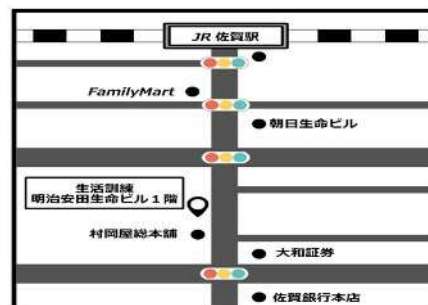 JR 佐賀駅
FamilyMart
朝日生命ビル
生活訓練
明治安田生命ビル１階
村岡屋総本舗
大和証券
佐賀銀行本店